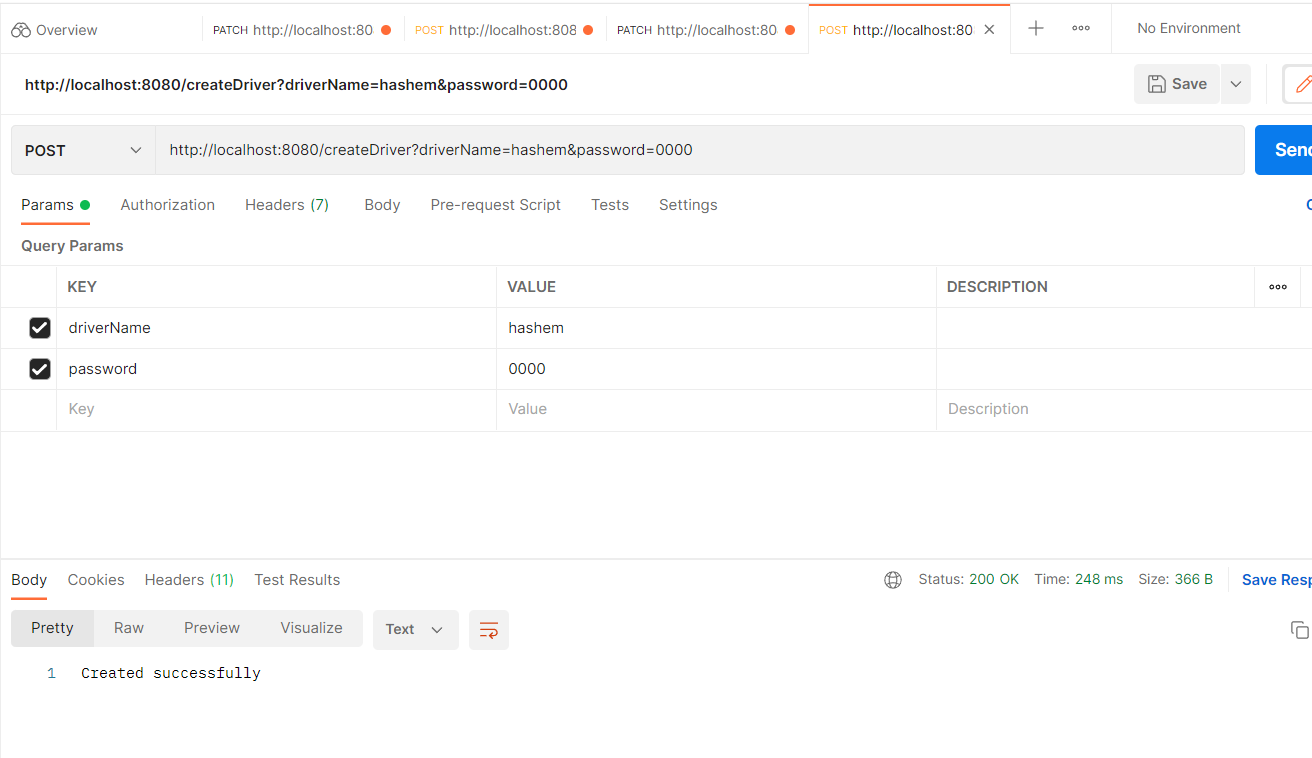 Overview PATCH http://localhost:80 POST http://localhost:808 PATCH http://localhost:80 POST http://localhost:80 No Environment
http://localhost:8080/createDriver?driverName=hashem&password=0000 Save
POST http://localhost:8080/createDriver?driverName=hashem&password=0000
Params Authorization Headers (7) Body Pre-request Script Tests Settings
Query Params
KEY VALUE DESCRIPTION
driverName hashem
password 0000
Key Value Description
Body Cookies Headers (11) Test Results Status: 200 OK Time: 248 ms Size: 366 B Save
Pretty Raw Preview Visualize Text
1 Created successfully